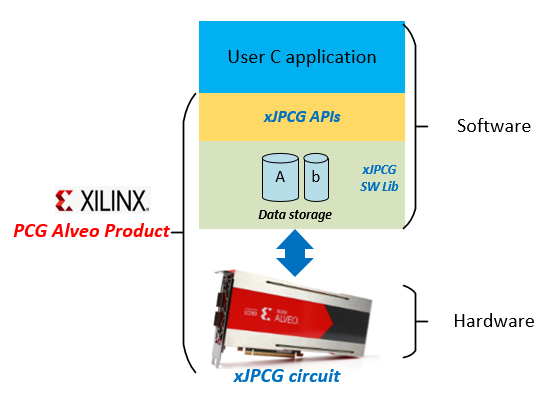 User C application
xJPCG APIs
Software
A
b
xJPCG
SW Lib
Data storage
XILINX.
PCG Alveo Product
XILINX
ALVEO.
Hardware
xJPCG circuit